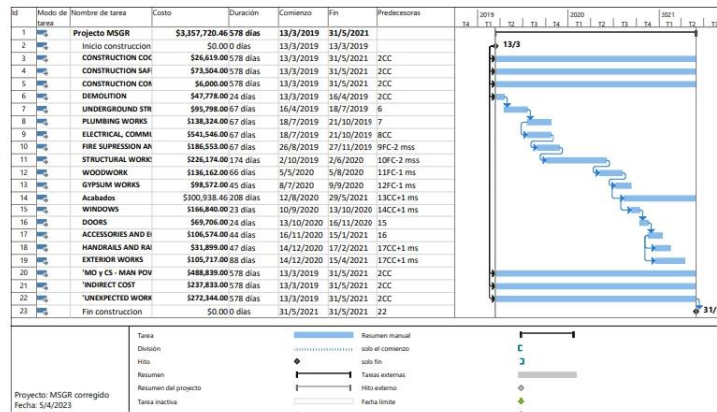 Id Modo de tarea Nombre de tarea Costo Duración Comienzo Fin Predecesoras
2019 2020 2021
T4 T1 T2 T3 T4 T1 T2 T3 T4 T1 T2
1 Proyecto MSGR $3,357,720.46 578 días 13/3/2019 31/5/2021
2 Inicio construccion $0.00 0 días 13/3/2019 13/3/2019 13/3
3 CONSTRUCTION COC $26,619.00 578 días 13/3/2019 31/5/2021 2CC
4 CONSTRUCTION SAFI $73,504.00 578 días 13/3/2019 31/5/2021 2CC
5 CONSTRUCTION CON $6,000.00 578 días 13/3/2019 31/5/2021 2CC
6 DEMOLITION $47,778.00 24 días 13/3/2019 16/4/2019 2CC
7 UNDERGROUND STR $95,798.00 67 días 16/4/2019 18/7/2019 6
8 PLUMBING WORKS $138,324.00 67 días 18/7/2019 21/10/2019 7
9 ELECTRICAL, COMMU $541,546.00 67 días 18/7/2019 21/10/2019 8CC
10 FIRE SUPRESSION AN $186,553.00 67 días 26/8/2019 27/11/2019 9FC-2 mss
11 STRUCTURAL WORKS $226,174.00 174 días 2/10/2019 2/6/2020 10FC-2 mss
12 WOODWORK $136,162.00 66 días 5/5/2020 5/8/2020 11FC-1 ms
13 GYPSUM WORKS $98,572.00 45 días 8/7/2020 9/9/2020 12FC-1 ms
14 Acabados $300,938.46 208 días 12/8/2020 29/5/2021 13CC+1 ms
15 WINDOWS $166,840.00 23 días 10/9/2020 13/10/2020 14CC+1 ms
16 DOORS $69,706.00 24 días 13/10/2020 16/11/2020 15
17 ACCESSORIES AND E $106,574.00 44 días 16/11/2020 15/1/2021 16
18 HANDRAILS AND RAI $31,899.00 47 días 14/12/2020 17/2/2021 17CC+1 ms
19 EXTERIOR WORKS $105,717.00 88 días 14/12/2020 15/4/2021 17CC+1 ms
20 'MO y CS - MAN POV $488,839.00 578 días 13/3/2019 31/5/2021 2CC
21 'INDIRECT COST $237,833.00 578 días 13/3/2019 31/5/2021 2CC
22 'UNEXPECTED WORK $272,344.00 578 días 13/3/2019 31/5/2021 2CC
23 Fin construccion $0.00 0 días 31/5/2021 31/5/2021 22
Proyecto: MSGR corregido
Fecha: 5/4/2023
Tarea Resumen manual
División solo el comienzo
Hito solo fin
Resumen Tareas externas
Resumen del proyecto Hito externo
Tarea inactiva Fecha límite